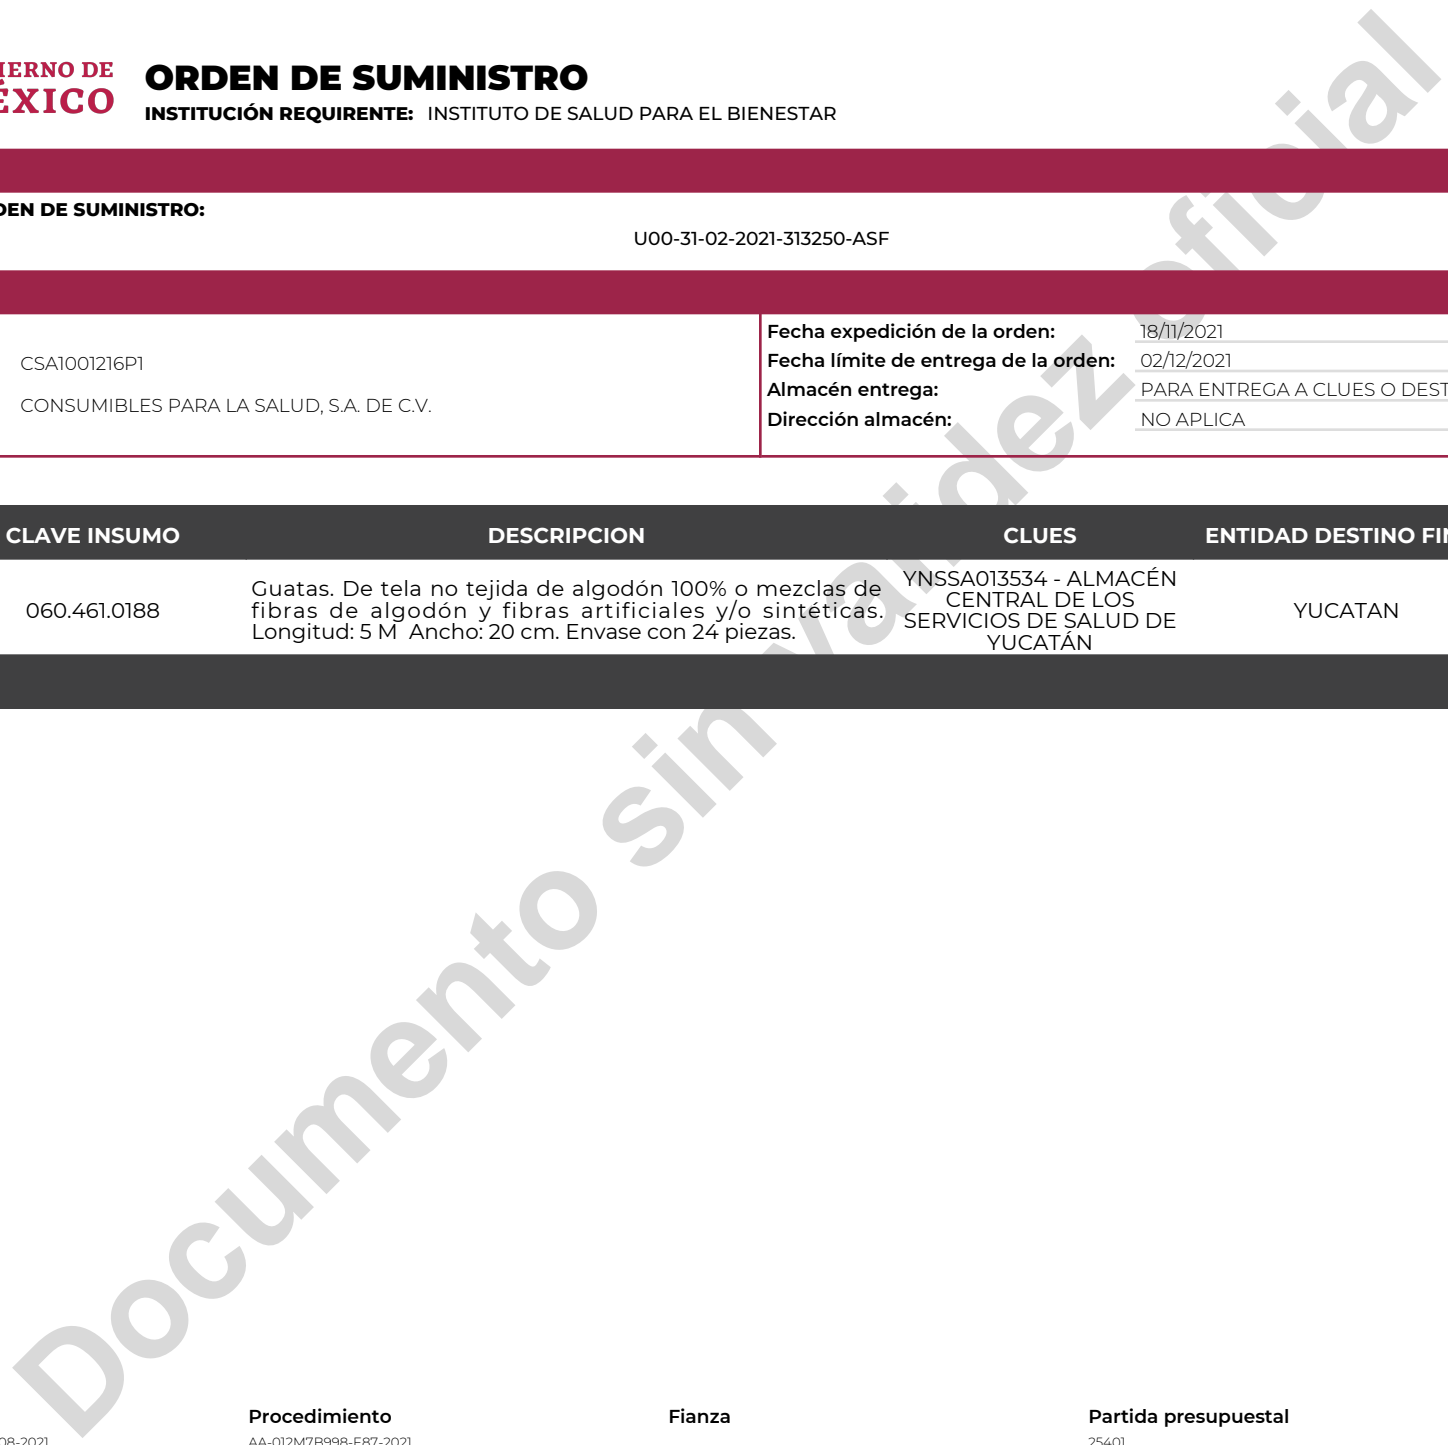 IERNO DE
ÉXICO
ORDEN DE SUMINISTRO
INSTITUCIÓN REQUIRENTE: INSTITUTO DE SALUD PARA EL BIENESTAR
DEN DE SUMINISTRO:
U00-31-02-2021-313250-ASF
CSA1001216P1
CONSUMIBLES PARA LA SALUD, S.A. DE C.V.
Fecha expedición de la orden: 18/11/2021
Fecha límite de entrega de la orden: 02/12/2021
Almacén entrega: PARA ENTREGA A CLUES O DEST
Dirección almacén: NO APLICA
CLAVE INSUMO DESCRIPCION CLUES ENTIDAD DESTINO FIN
060.461.0188
Guatas. De tela no tejida de algodón 100% o mezclas de
fibras de algodón y fibras artificiales y/o sintéticas.
Longitud: 5 M Ancho: 20 cm. Envase con 24 piezas.
YNSSA013534 - ALMACÉN
CENTRAL DE LOS
SERVICIOS DE SALUD DE
YUCATÁN
YUCATAN
Documento sin validez oficial
Procedimiento Fianza Partida presupuestal
08-2021 AA-012M7B998-E87-2021 25401